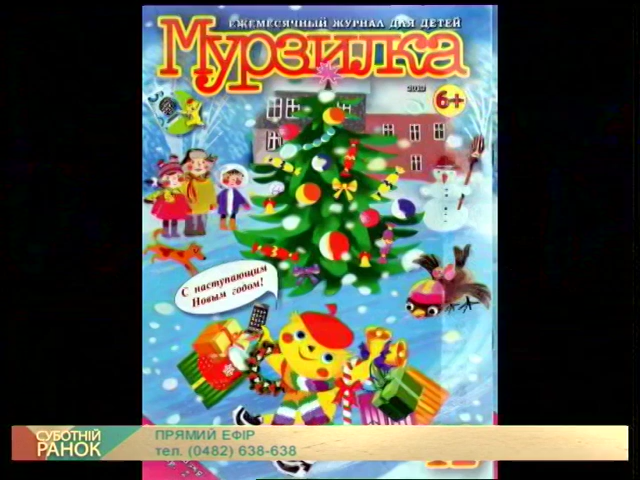 ЕЖЕМЕСЯЧНЫЙ ЖУРНАЛ ДЛЯ ДЕТЕЙ
Мурзилка
2012
6+
С наступающим
Новым годом!
СУБОТНІЙ
РАНОК
ПРЯМИЙ ЕФІР
тел. (0482) 638-638